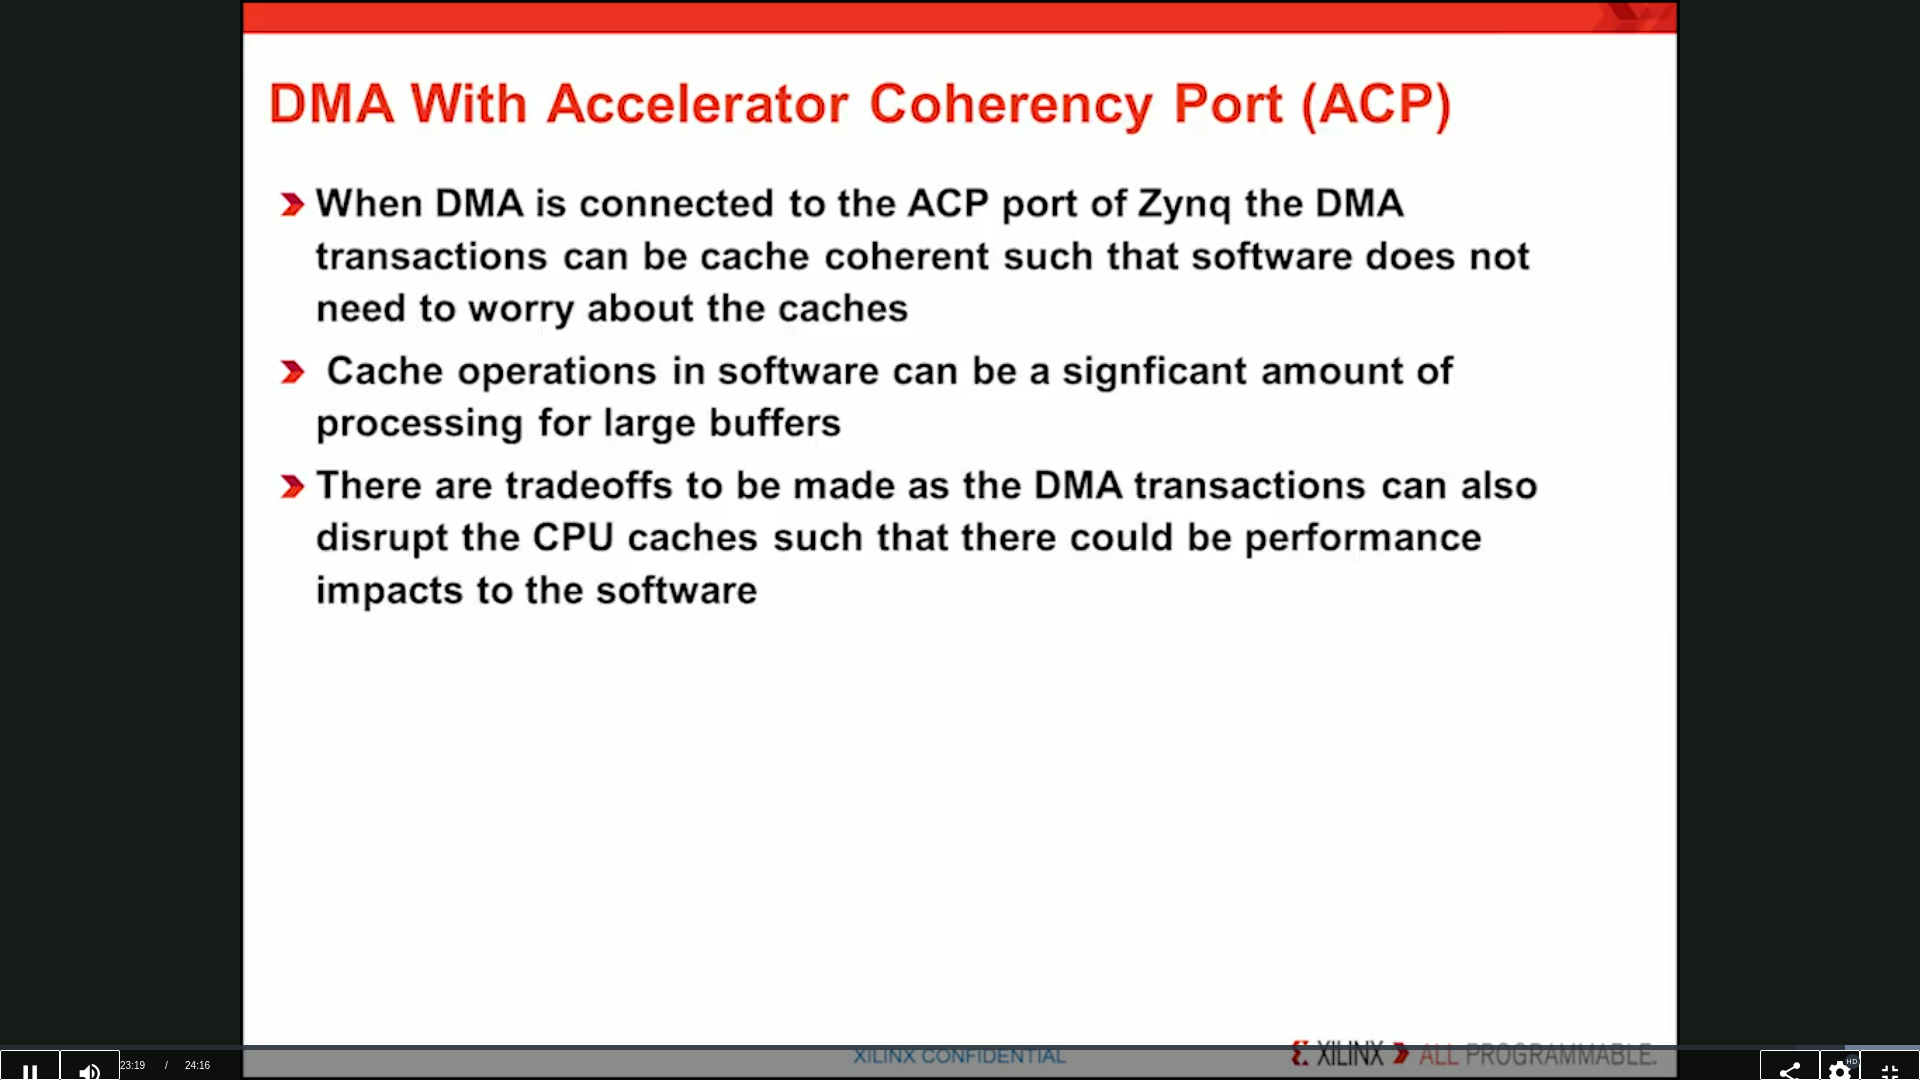 DMA With Accelerator Coherency Port (ACP)
When DMA is connected to the ACP port of Zynq the DMA
transactions can be cache coherent such that software does not
need to worry about the caches
Cache operations in software can be a signficant amount of
processing for large buffers
There are tradeoffs to be made as the DMA transactions can also
disrupt the CPU caches such that there could be performance
impacts to the software
XILINX CONFIDENTIAL
XILINX ALL PROGRAMMABLE.
23:19 / 24:16
HD